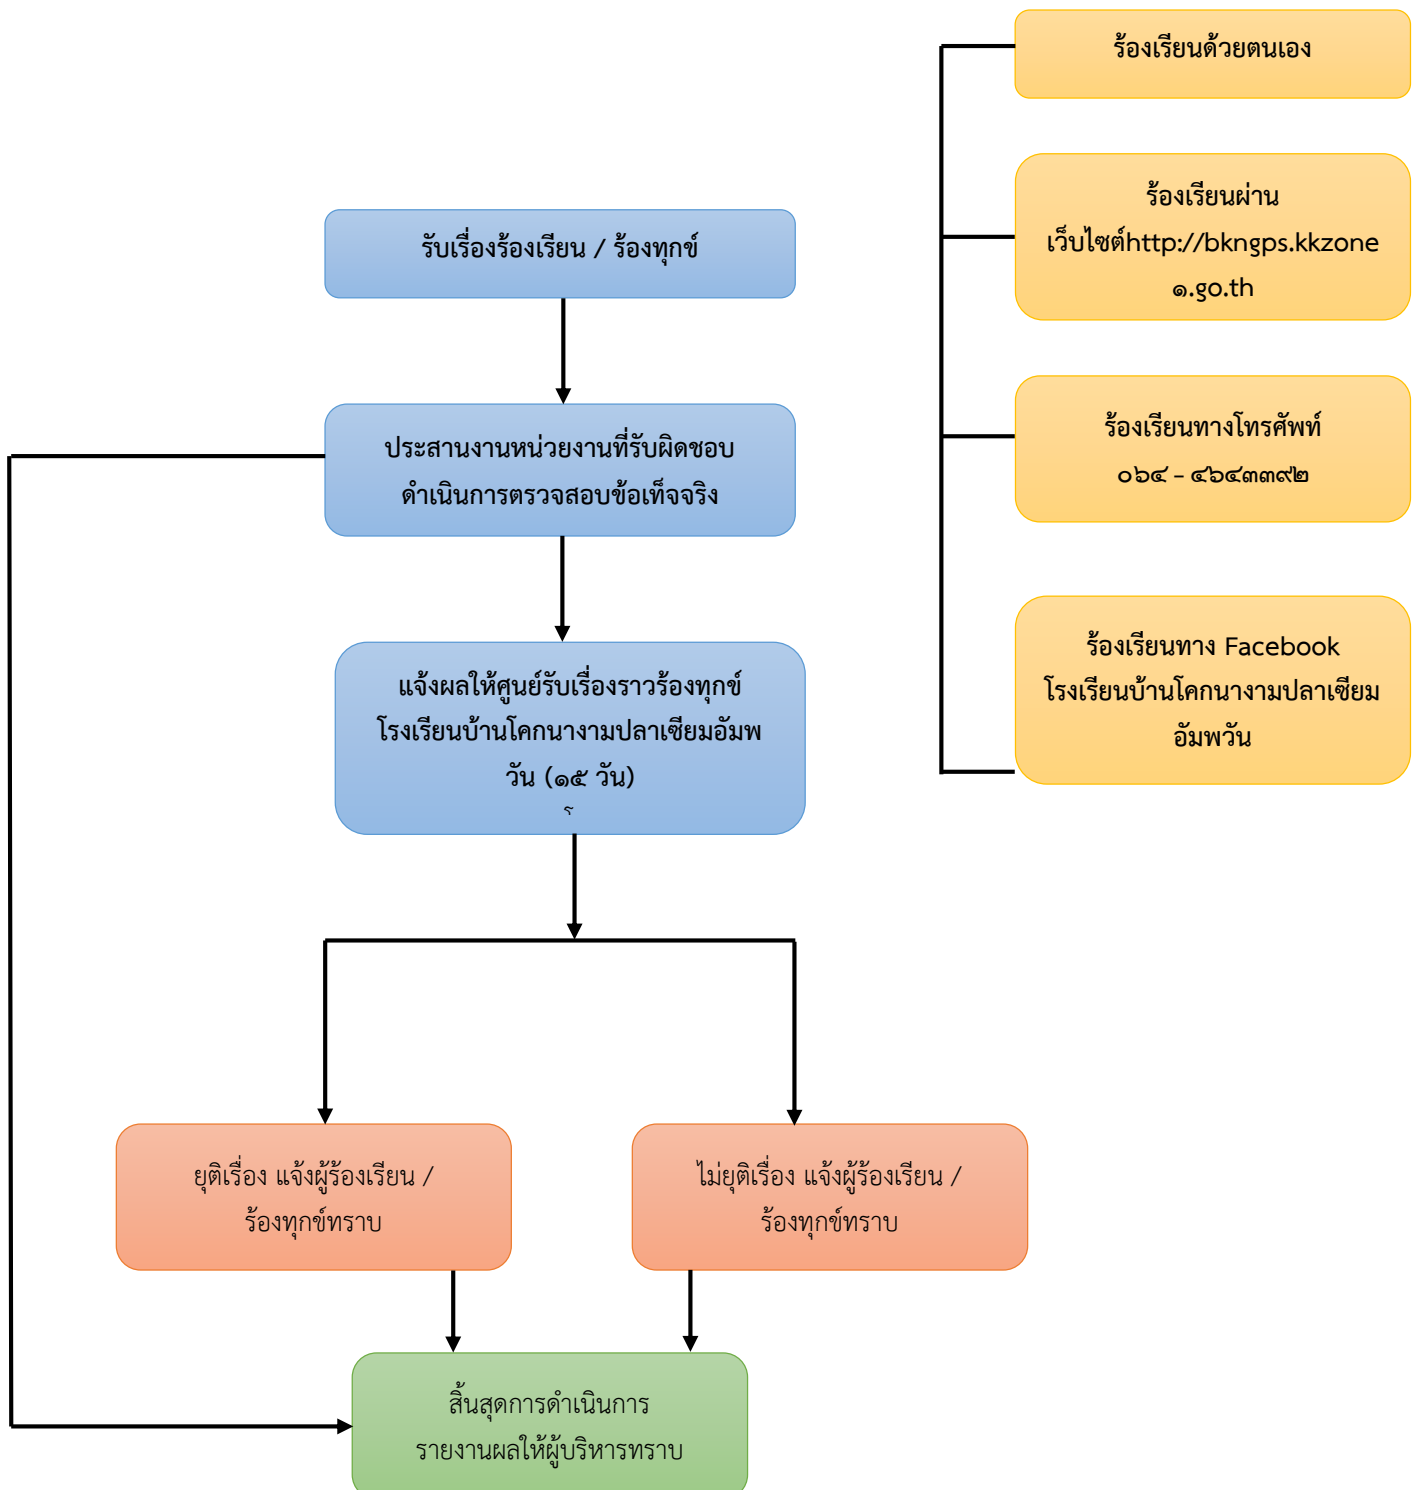 ร้องเรียนด้วยตนเอง
ร้องเรียนผ่าน
เว็บไซต์http://bkngps.kkzone
๑.go.th
รับเรื่องร้องเรียน / ร้องทุกข์
ร้องเรียนทางโทรศัพท์
๐๖๔ – ๔๖๔๓๓๙๒
ประสานงานหน่วยงานที่รับผิดชอบ
ดำเนินการตรวจสอบข้อเท็จจริง
ร้องเรียนทาง Facebook
โรงเรียนบ้านโคกนางามปลาเซียม
อัมพวัน
แจ้งผลให้ศูนย์รับเรื่องราวร้องทุกข์
โรงเรียนบ้านโคกนางามปลาเซียมอัมพ
วัน (๑๕ วัน)
ยุติเรื่อง แจ้งผู้ร้องเรียน /
ร้องทุกข์ทราบ
ไม่ยุติเรื่อง แจ้งผู้ร้องเรียน /
ร้องทุกข์ทราบ
สิ้นสุดการดำเนินการ
รายงานผลให้ผู้บริหารทราบ